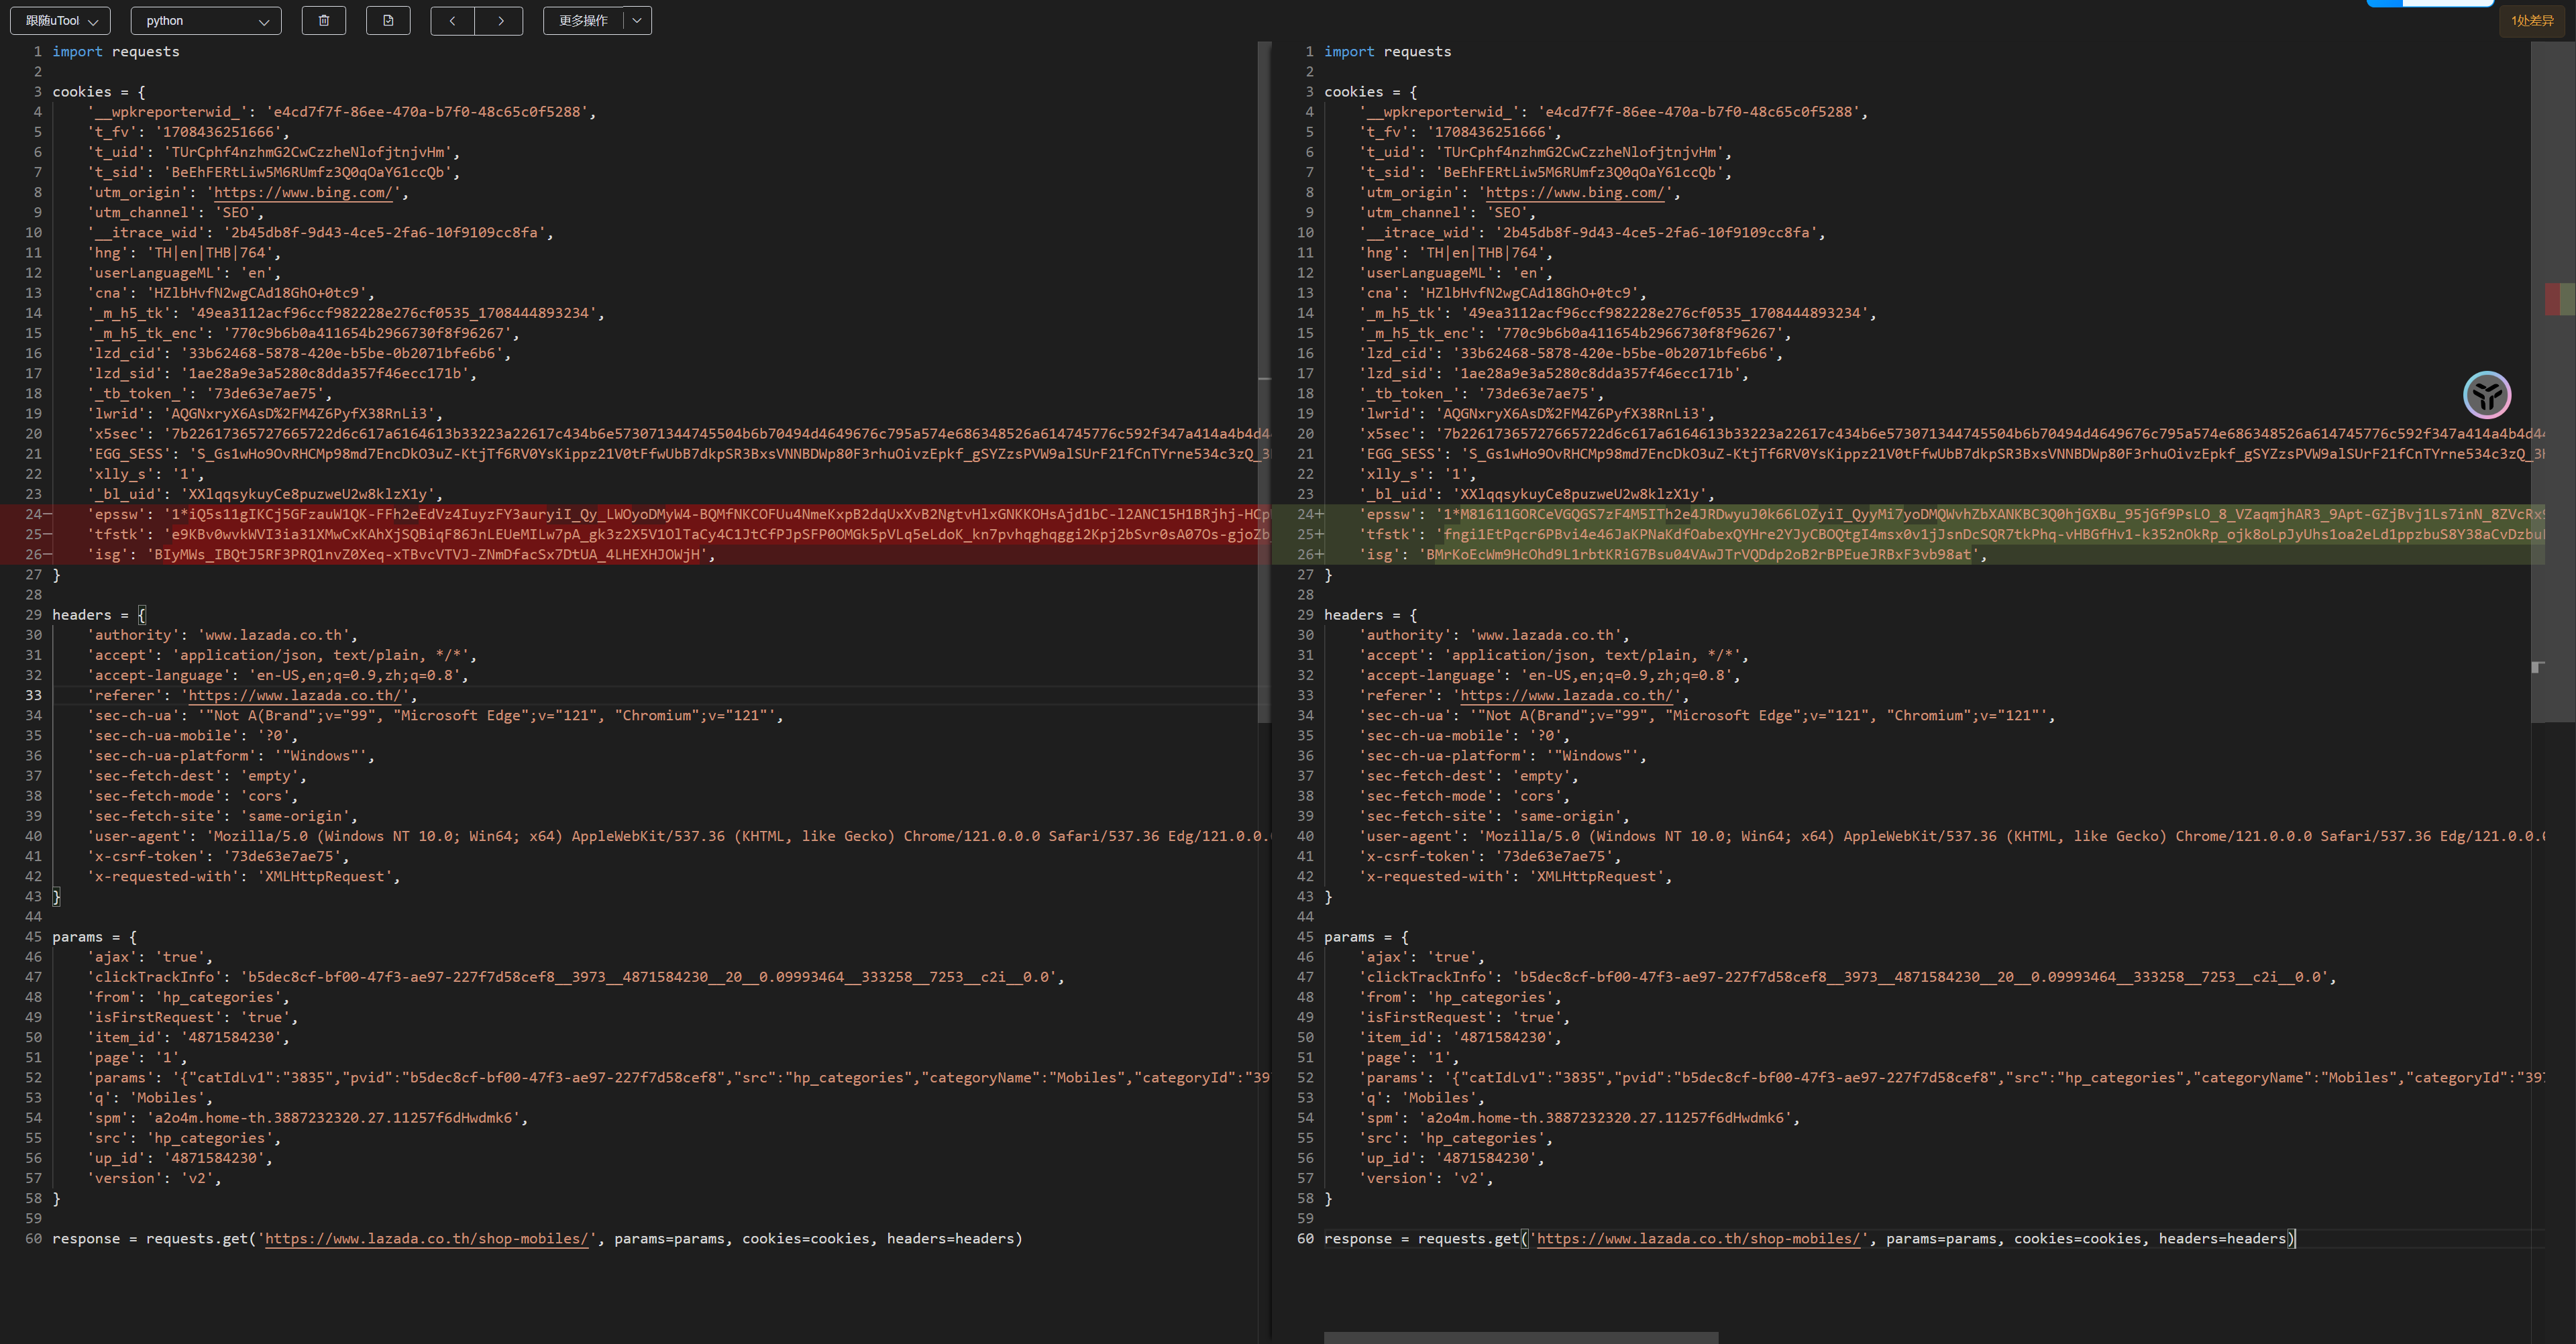 跟随uTool
python
更多操作
1处差异
1 import requests
2
3 cookies = {
4 '__wpkreporterwid_': 'e4cd7f7f-86ee-470a-b7f0-48c65c0f5288',
5 't_fv': '1708436251666',
6 't_uid': 'TUrCphf4nzhmG2CwCzzheNlofjtnjvHm',
7 't_sid': 'BeEhFERtLiw5M6RUmfz3Q0qOaY61ccQb',
8 'utm_origin': 'https://www.bing.com/',
9 'utm_channel': 'SEO',
10 '__itrace_wid': '2b45db8f-9d43-4ce5-2fa6-10f9109cc8fa',
11 'hng': 'TH|en|THB|764',
12 'userLanguageML': 'en',
13 'cna': 'HZlbHvfN2wgCAd18GhO+0tc9',
14 '_m_h5_tk': '49ea3112acf96ccf982228e276cf0535_1708444893234',
15 '_m_h5_tk_enc': '770c9b6b0a411654b2966730f8f96267',
16 'lzd_cid': '33b62468-5878-420e-b5be-0b2071bfe6b6',
17 'lzd_sid': '1ae28a9e3a5280c8dda357f46ecc171b',
18 '_tb_token_': '73de63e7ae75',
19 'lwrid': 'AQGNxryX6AsD%2FM4Z6PyfX38RnLi3',
20 'x5sec': '7b22617365727665722d6c617a6164613b33223a22617c434b6e573071344745504b6b70494d4649676c795a574e686348526a614745776c592f347a414a4b4d4
21 'EGG_SESS': 'S_Gs1wHo9OvRHCMp98md7EncDkO3uZ-KtjTf6RV0YsKippz21V0tFfwUbB7dkpSR3BxsVNNBDWp80F3rhuOivzEpkf_gSYZzsPVW9alSUrF21fCnTYrne534c3zQ_3
22 'xlly_s': '1',
23 '_bl_uid': 'XXlqqsykuyCe8puzweU2w8klzX1y',
24 'epssw': '1*iQ5s11gIKCj5GFzauW1QK-FFh2eEdVz4IuyzFY3auryiI_Qy_LWOyoDMyW4-BQMfNKCOFUu4NmeKxpB2dqUxXvB2NgtvHlxGNKKOHsAjd1bC-l2ANC15H1BRjhj-HCp
25 'tfstk': 'e9KBv0wvkWVI3ia31XMwCxKAhXjSQBiqF86JnLEUeMILw7pA_gk3z2X5V1OlTaCy4C1JtCfPJpSFP0OMGk5pVLq5eLdoK_kn7pvhqghqggi2Kpj2bSvr0sA07Os-gjoZb
26 'isg': 'BIyMWs_IBQtJ5RF3PRQ1nvZ0Xeq-xTBvcVTVJ-ZNmDfacSx7DtUA_4LHEXHJOWjH',
27 }
28
29 headers = {
30 'authority': 'www.lazada.co.th',
31 'accept': 'application/json, text/plain, */*',
32 'accept-language': 'en-US,en;q=0.9,zh;q=0.8',
33 'referer': 'https://www.lazada.co.th/',
34 'sec-ch-ua': '"Not A(Brand";v="99", "Microsoft Edge";v="121", "Chromium";v="121"',
35 'sec-ch-ua-mobile': '?0',
36 'sec-ch-ua-platform': '"Windows"',
37 'sec-fetch-dest': 'empty',
38 'sec-fetch-mode': 'cors',
39 'sec-fetch-site': 'same-origin',
40 'user-agent': 'Mozilla/5.0 (Windows NT 10.0; Win64; x64) AppleWebKit/537.36 (KHTML, like Gecko) Chrome/121.0.0.0 Safari/537.36 Edg/121.0.0.
41 'x-csrf-token': '73de63e7ae75',
42 'x-requested-with': 'XMLHttpRequest',
43 }
44
45 params = {
46 'ajax': 'true',
47 'clickTrackInfo': 'b5dec8cf-bf00-47f3-ae97-227f7d58cef8__3973__4871584230__20__0.09993464__333258__7253__c2i__0.0',
48 'from': 'hp_categories',
49 'isFirstRequest': 'true',
50 'item_id': '4871584230',
51 'page': '1',
52 'params': '{"catIdLv1":"3835","pvid":"b5dec8cf-bf00-47f3-ae97-227f7d58cef8","src":"hp_categories","categoryName":"Mobiles","categoryId":"39
53 'q': 'Mobiles',
54 'spm': 'a2o4m.home-th.3887232320.27.11257f6dHwdmk6',
55 'src': 'hp_categories',
56 'up_id': '4871584230',
57 'version': 'v2',
58 }
59
60 response = requests.get('https://www.lazada.co.th/shop-mobiles/', params=params, cookies=cookies, headers=headers)
1 import requests
2
3 cookies = {
4 '__wpkreporterwid_': 'e4cd7f7f-86ee-470a-b7f0-48c65c0f5288',
5 't_fv': '1708436251666',
6 't_uid': 'TUrCphf4nzhmG2CwCzzheNlofjtnjvHm',
7 't_sid': 'BeEhFERtLiw5M6RUmfz3Q0qOaY61ccQb',
8 'utm_origin': 'https://www.bing.com/',
9 'utm_channel': 'SEO',
10 '__itrace_wid': '2b45db8f-9d43-4ce5-2fa6-10f9109cc8fa',
11 'hng': 'TH|en|THB|764',
12 'userLanguageML': 'en',
13 'cna': 'HZlbHvfN2wgCAd18GhO+0tc9',
14 '_m_h5_tk': '49ea3112acf96ccf982228e276cf0535_1708444893234',
15 '_m_h5_tk_enc': '770c9b6b0a411654b2966730f8f96267',
16 'lzd_cid': '33b62468-5878-420e-b5be-0b2071bfe6b6',
17 'lzd_sid': '1ae28a9e3a5280c8dda357f46ecc171b',
18 '_tb_token_': '73de63e7ae75',
19 'lwrid': 'AQGNxryX6AsD%2FM4Z6PyfX38RnLi3',
20 'x5sec': '7b22617365727665722d6c617a6164613b33223a22617c434b6e573071344745504b6b70494d4649676c795a574e686348526a614745776c592f347a414a4b4d4
21 'EGG_SESS': 'S_Gs1wHo9OvRHCMp98md7EncDkO3uZ-KtjTf6RV0YsKippz21V0tFfwUbB7dkpSR3BxsVNNBDWp80F3rhuOivzEpkf_gSYZzsPVW9alSUrF21fCnTYrne534c3zQ_3
22 'xlly_s': '1',
23 '_bl_uid': 'XXlqqsykuyCe8puzweU2w8klzX1y',
24+ 'epssw': '1*M81611GORCeVGQGS7zF4M5ITh2e4JRDwyuJ0k66LOZyiI_QyyMi7yoDMQWvhZbXANKBC3Q0hjGXBu_95jGf9PsLO_8_VZaqmjhAR3_9Apt-GZjBvj1Ls7inN_8ZVcRx
25+ 'tfstk': 'fngi1EtPqcr6PBvi4e46JaKPNaKdfOabexQYHre2YJyCBOQtgI4msx0v1jJsnDcSQR7tkPhq-vHBGfHv1-k352nOkRp_ojk8oLpJyUhs1oa2eLd1ppzbuS8Y38aCvDzbu
26+ 'isg': 'BMrKoEcWm9HcOhd9L1rbtKRiG7Bsu04VAwJTrVQDdp2oB2rBPEueJRBxF3vb98at',
27 }
28
29 headers = {
30 'authority': 'www.lazada.co.th',
31 'accept': 'application/json, text/plain, */*',
32 'accept-language': 'en-US,en;q=0.9,zh;q=0.8',
33 'referer': 'https://www.lazada.co.th/',
34 'sec-ch-ua': '"Not A(Brand";v="99", "Microsoft Edge";v="121", "Chromium";v="121"',
35 'sec-ch-ua-mobile': '?0',
36 'sec-ch-ua-platform': '"Windows"',
37 'sec-fetch-dest': 'empty',
38 'sec-fetch-mode': 'cors',
39 'sec-fetch-site': 'same-origin',
40 'user-agent': 'Mozilla/5.0 (Windows NT 10.0; Win64; x64) AppleWebKit/537.36 (KHTML, like Gecko) Chrome/121.0.0.0 Safari/537.36 Edg/121.0.0.
41 'x-csrf-token': '73de63e7ae75',
42 'x-requested-with': 'XMLHttpRequest',
43 }
44
45 params = {
46 'ajax': 'true',
47 'clickTrackInfo': 'b5dec8cf-bf00-47f3-ae97-227f7d58cef8__3973__4871584230__20__0.09993464__333258__7253__c2i__0.0',
48 'from': 'hp_categories',
49 'isFirstRequest': 'true',
50 'item_id': '4871584230',
51 'page': '1',
52 'params': '{"catIdLv1":"3835","pvid":"b5dec8cf-bf00-47f3-ae97-227f7d58cef8","src":"hp_categories","categoryName":"Mobiles","categoryId":"397
53 'q': 'Mobiles',
54 'spm': 'a2o4m.home-th.3887232320.27.11257f6dHwdmk6',
55 'src': 'hp_categories',
56 'up_id': '4871584230',
57 'version': 'v2',
58 }
59
60 response = requests.get('https://www.lazada.co.th/shop-mobiles/', params=params, cookies=cookies, headers=headers)